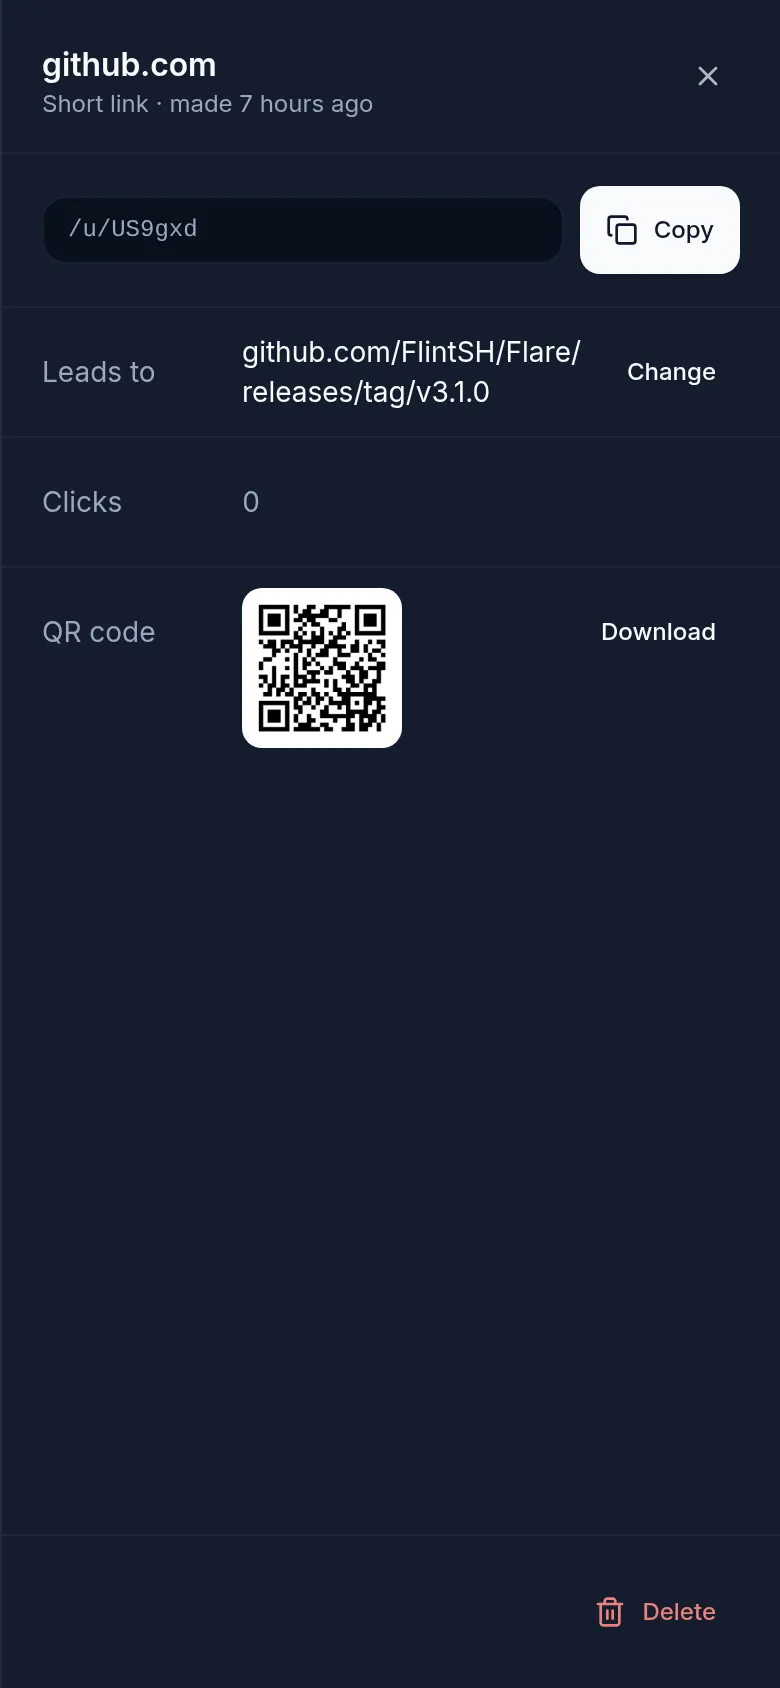 github.com
Short link · made 7 hours ago
/u/US9gxd
Copy
Leads to
github.com/FlintSH/Flare/
releases/tag/v3.1.0
Change
Clicks
0
QR code
Download
Delete